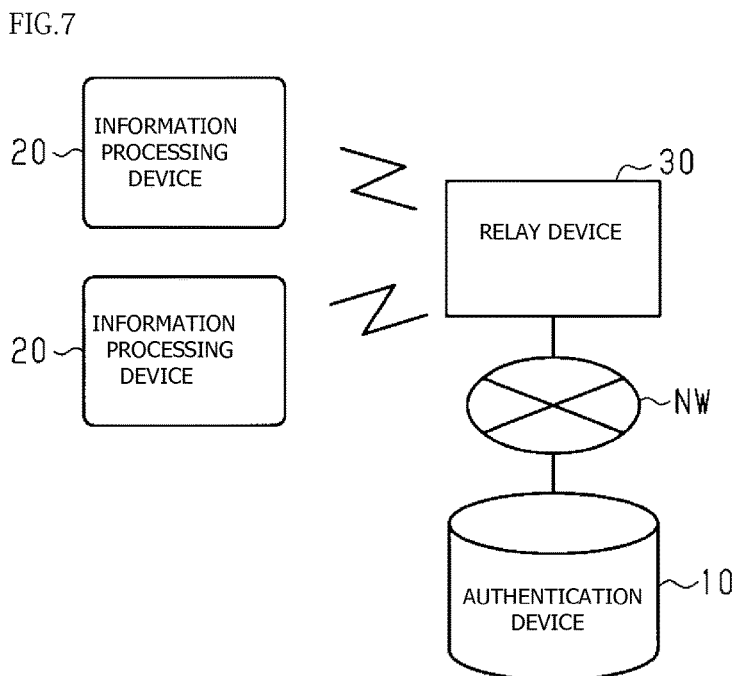 FIG.7
INFORMATION
PROCESSING
DEVICE
20
30
RELAY DEVICE
INFORMATION
PROCESSING
DEVICE
20
NW
AUTHENTICATION
DEVICE
10